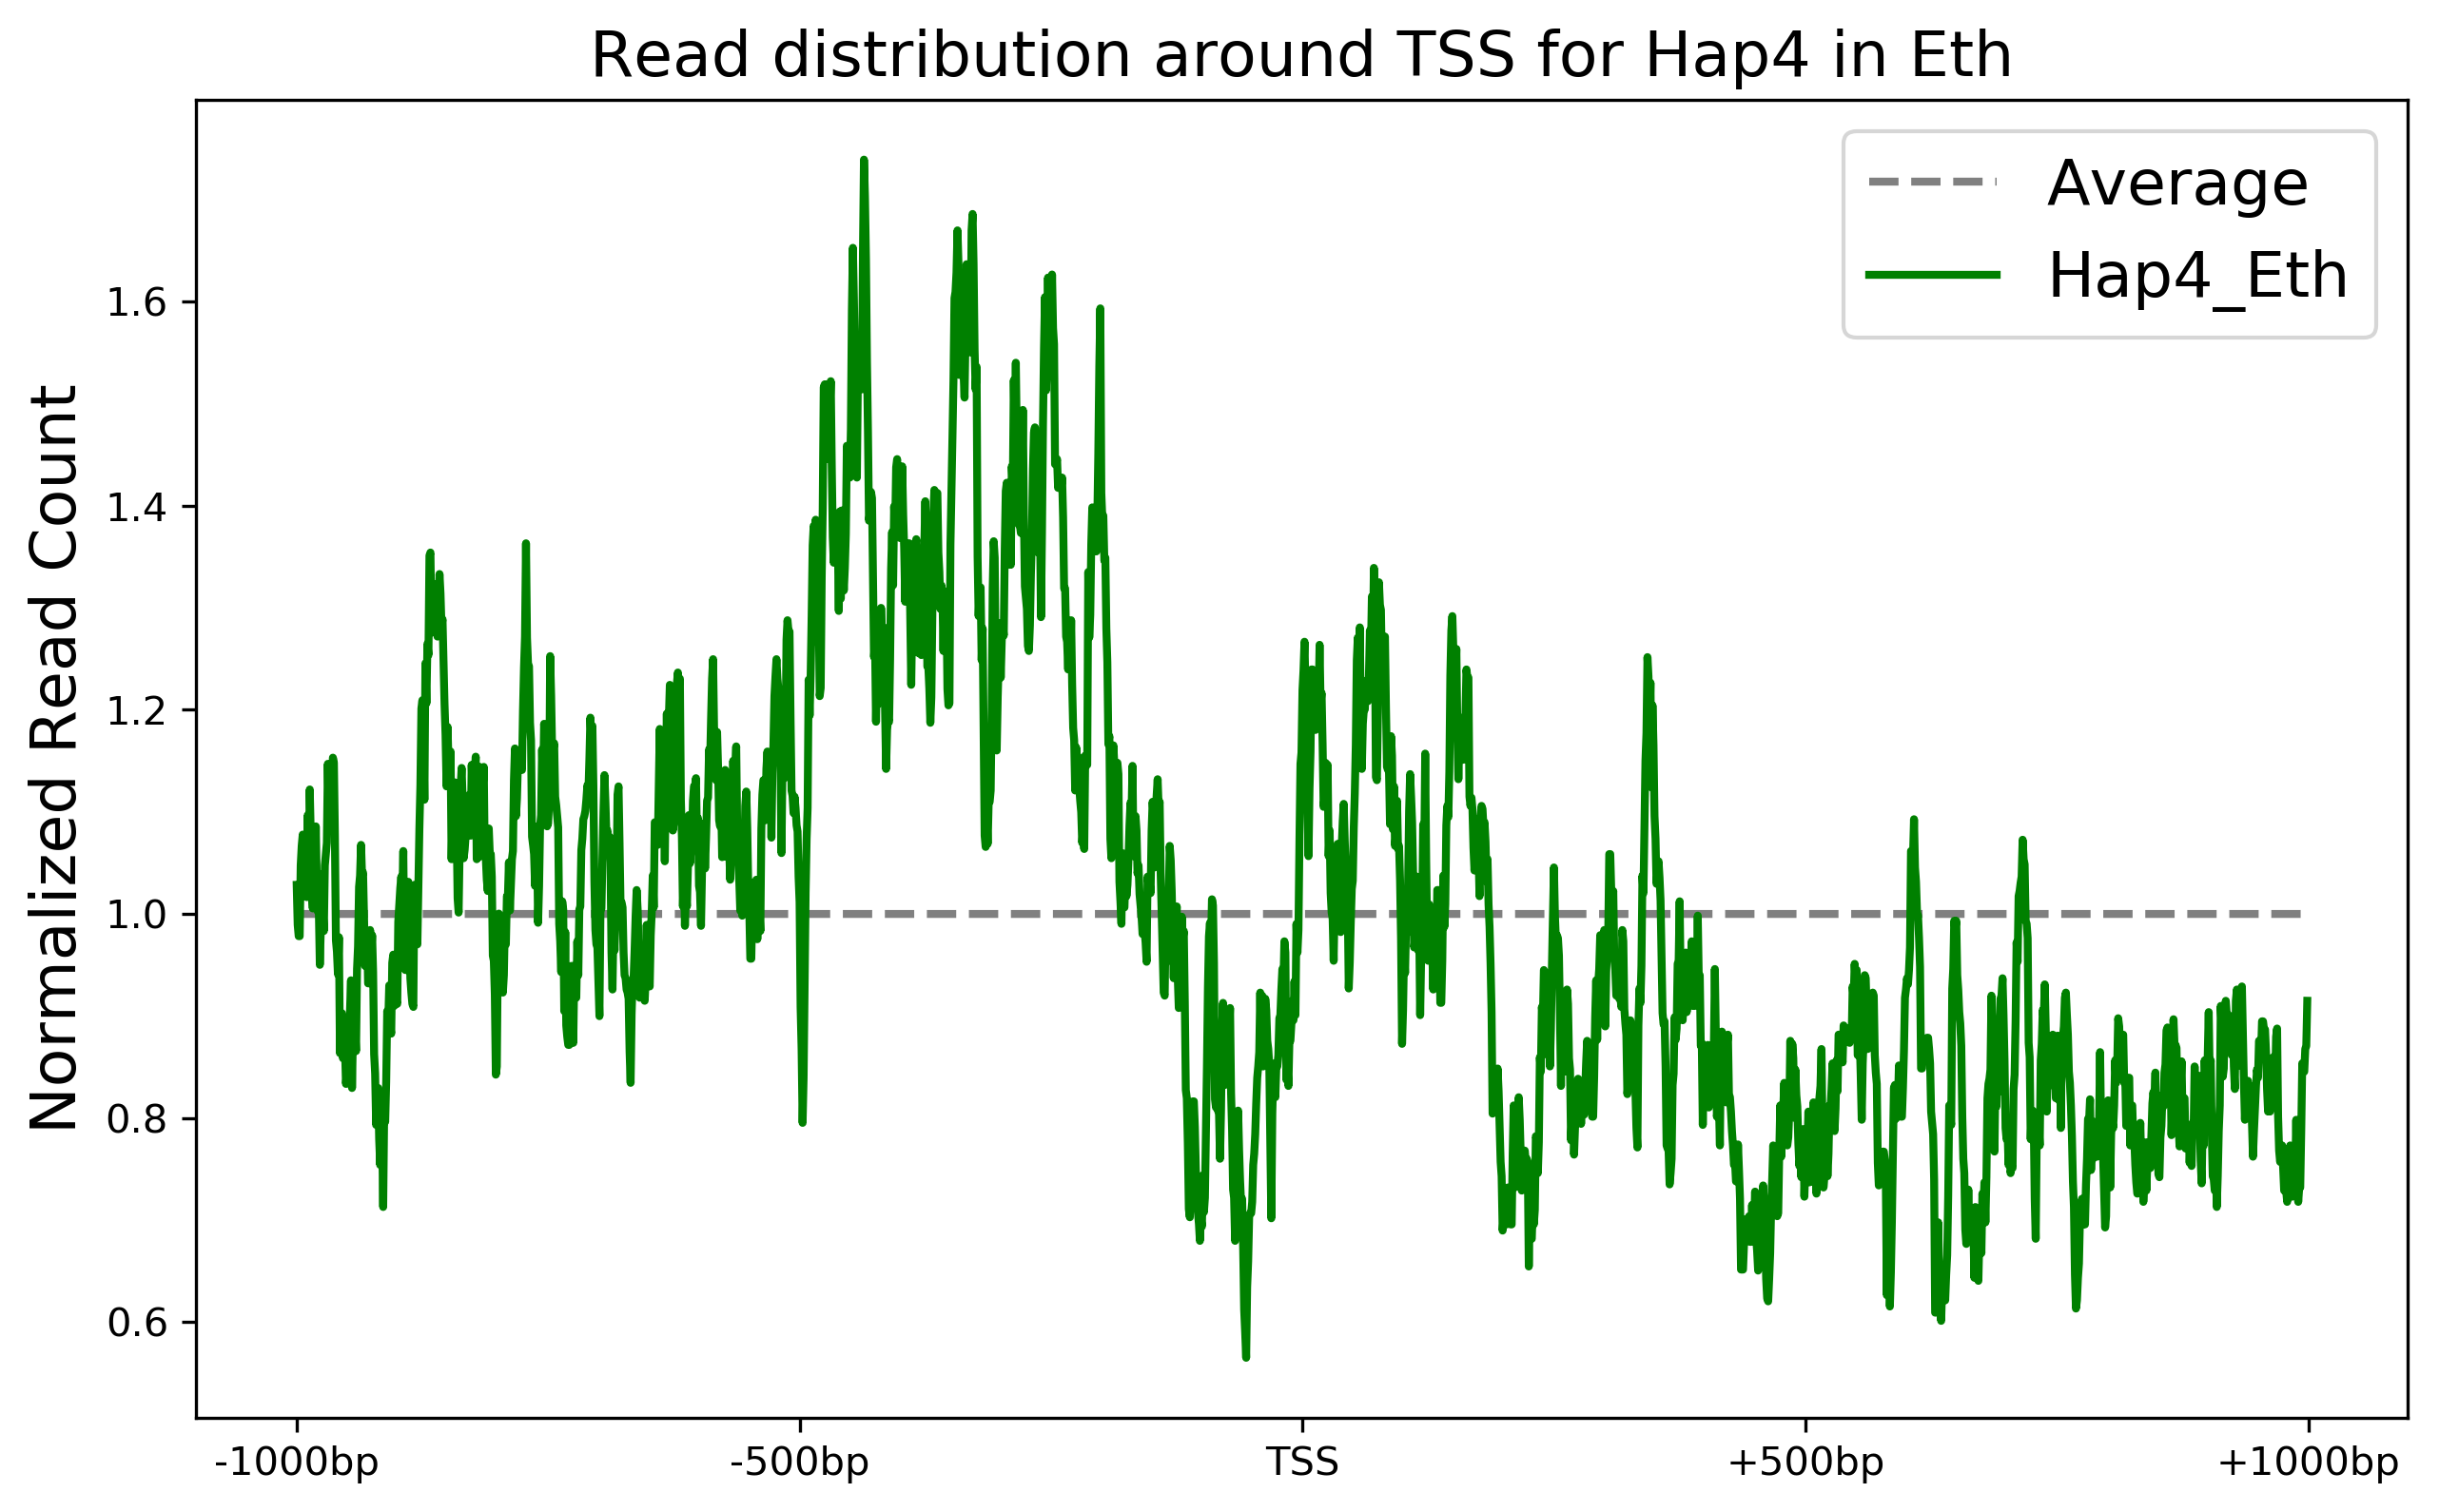 Read distribution around TSS for Hap4 in Eth
Average
Hap4_Eth
Normalized Read Count
1.6
1.4
1.2
1.0
0.8
0.6
-1000bp
-500bp
TSS
+500bp
+1000bp